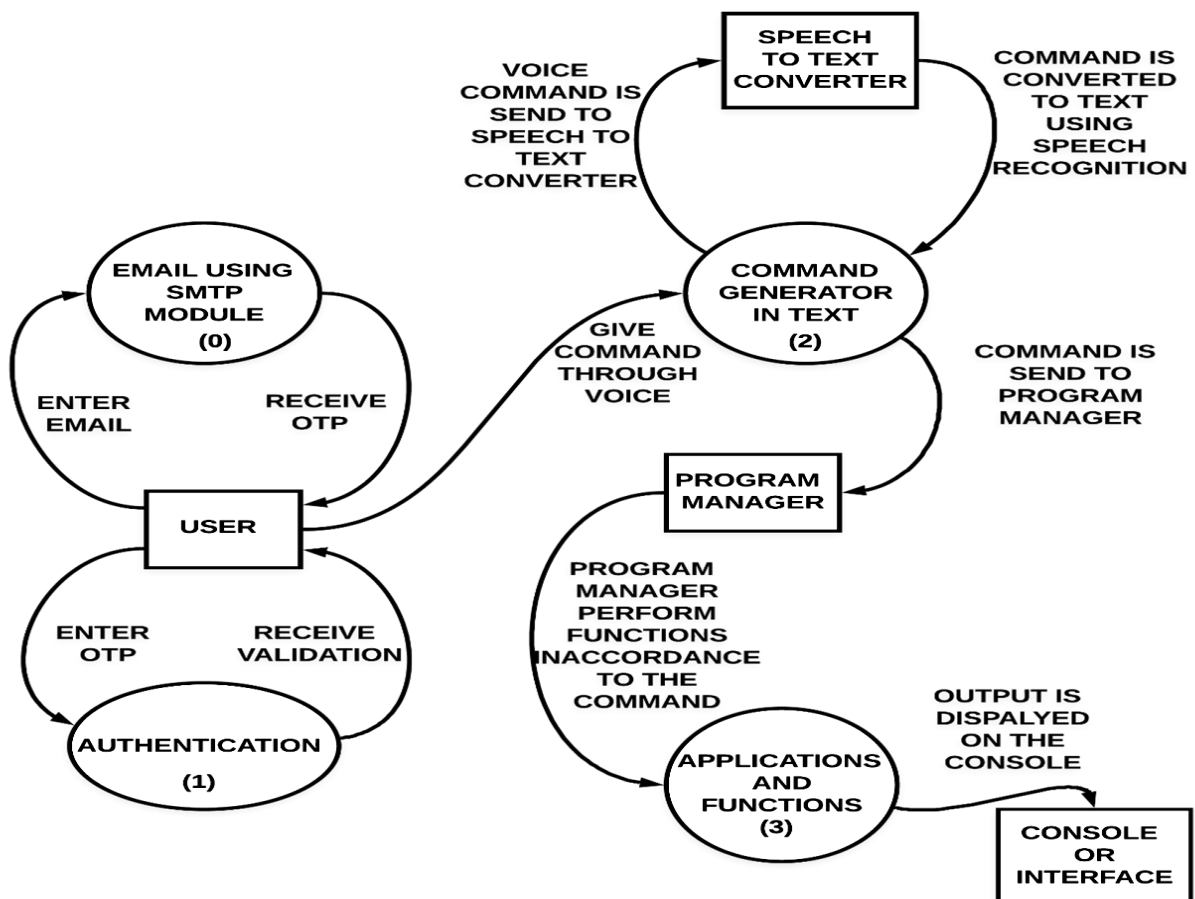 SPEECH
TO TEXT
CONVERTER
VOICE
COMMAND IS
SEND TO
SPEECH TO
TEXT
CONVERTER
COMMAND IS
CONVERTED
TO TEXT
USING
SPEECH
RECOGNITION
EMAIL USING
SMTP
MODULE
(0)
COMMAND
GENERATOR
IN TEXT
(2)
ENTER
EMAIL
RECEIVE
OTP
GIVE
COMMAND
THROUGH
VOICE
COMMAND IS
SEND TO
PROGRAM
MANAGER
USER
PROGRAM
MANAGER
ENTER
OTP
RECEIVE
VALIDATION
PROGRAM
MANAGER
PERFORM
FUNCTIONS
INACCORDANCE
TO THE
COMMAND
AUTHENTICATION
(1)
APPLICATIONS
AND
FUNCTIONS
(3)
OUTPUT IS
DISPALYED
ON THE
CONSOLE
CONSOLE
OR
INTERFACE